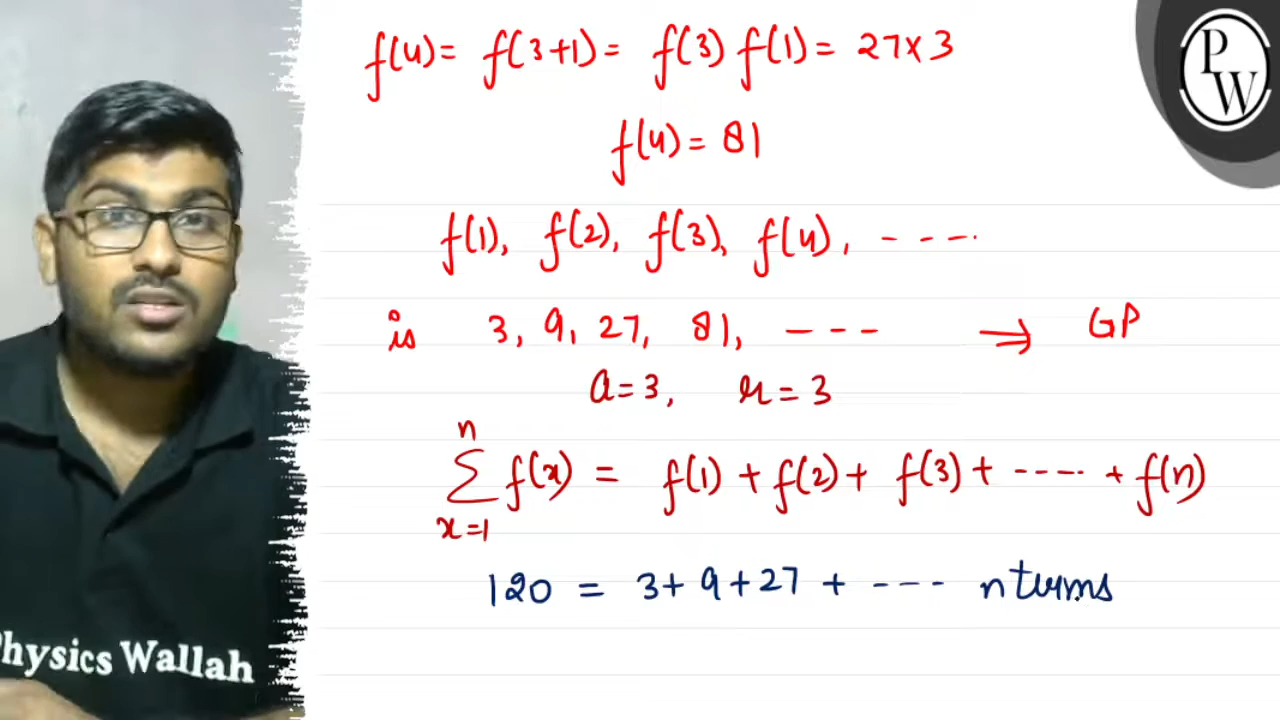 f(4) = f(3+1) = f(3) f(1) = 27 × 3
f(4) = 81
f(1), f(2), f(3), f(4), - - - -
is 3, 9, 27, 81, - - - ⇒ GP
a = 3, r = 3
n
∑ f(x) = f(1) + f(2) + f(3) + ---- + f(n)
x=1
120 = 3 + 9 + 27 + - - - n terms
PW
Physics Wallah